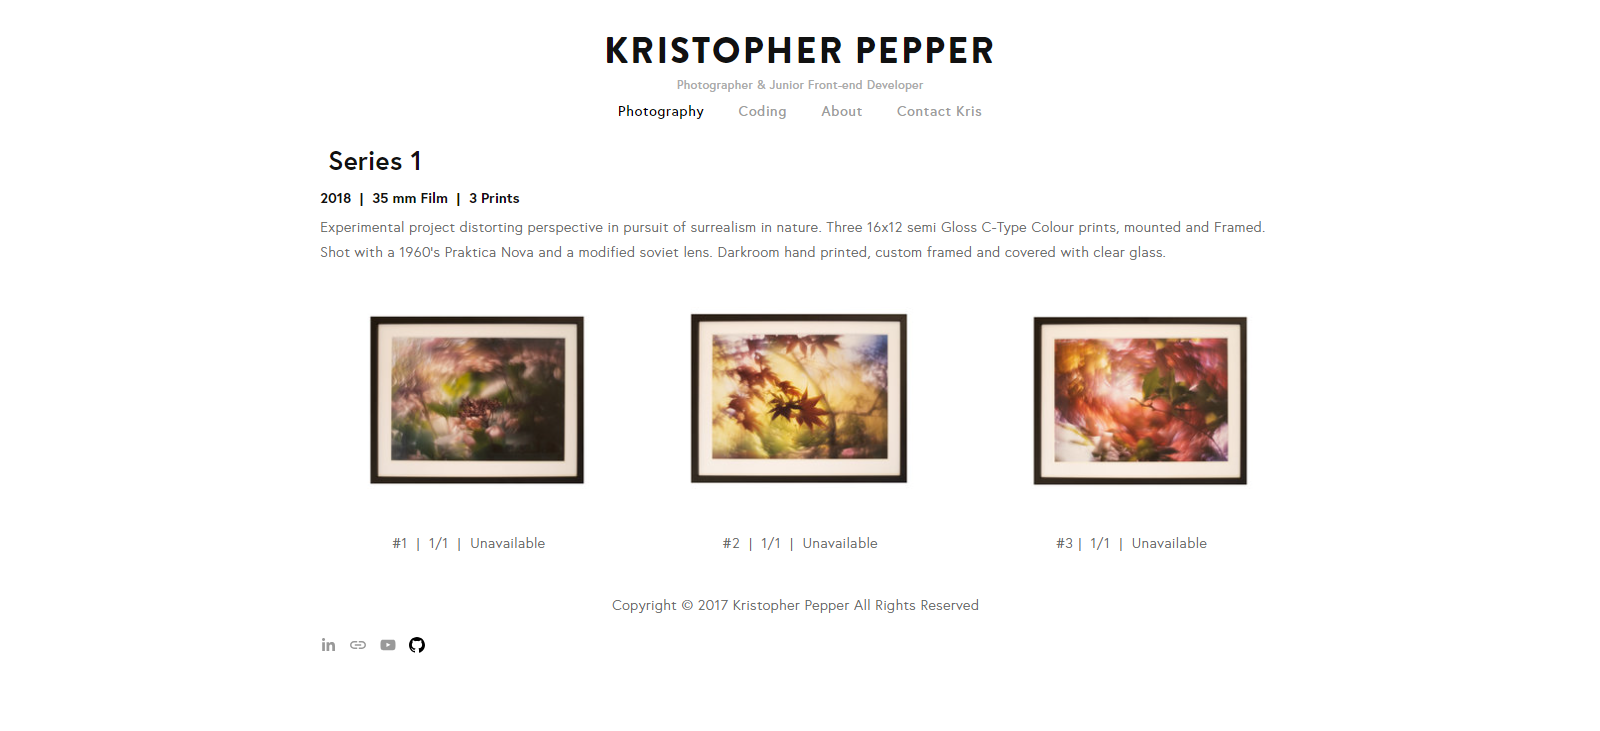 KRISTOPHER PEPPER
Photographer & Junior Front-end Developer
Photography Coding About Contact Kris
Series 1
2018 | 35 mm Film | 3 Prints
Experimental project distorting perspective in pursuit of surrealism in nature. Three 16x12 semi Gloss C-Type Colour prints, mounted and Framed.
Shot with a 1960's Praktica Nova and a modified soviet lens. Darkroom hand printed, custom framed and covered with clear glass.
#1 | 1/1 | Unavailable
#2 | 1/1 | Unavailable
#3 | 1/1 | Unavailable
Copyright © 2017 Kristopher Pepper All Rights Reserved
in